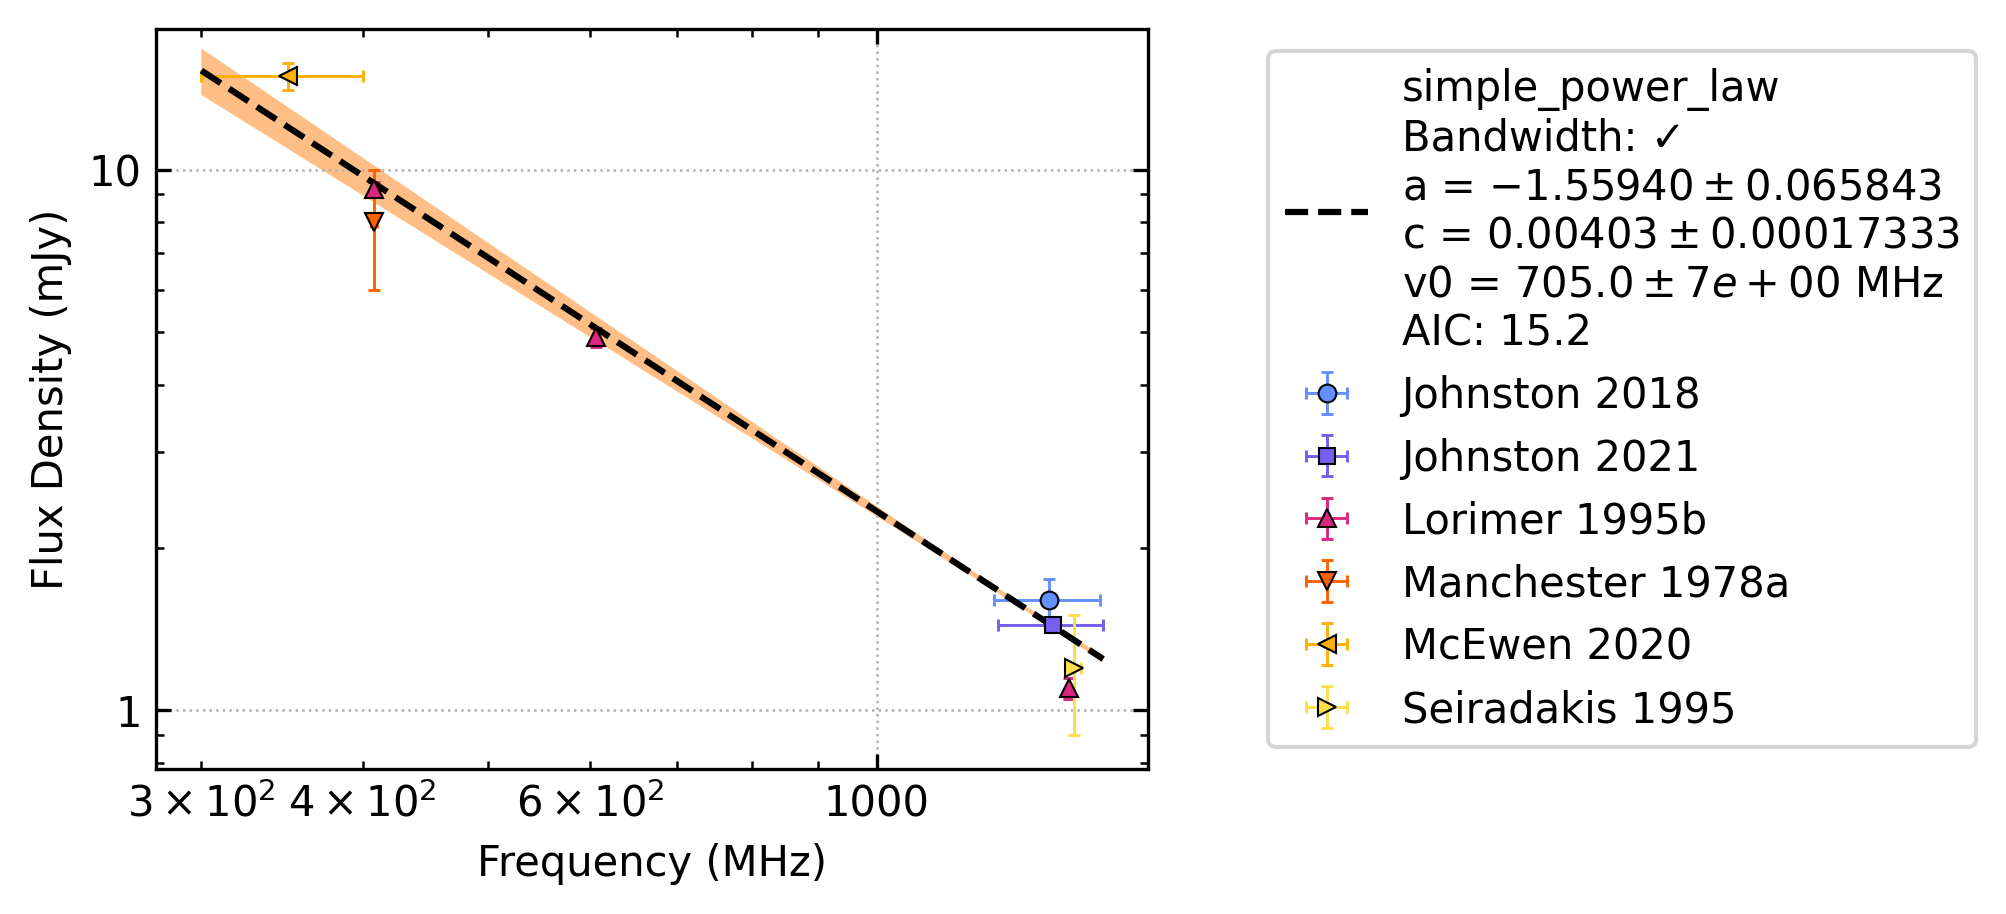 10
1
Flux Density (mJy)
3 × 10² 4 × 10² 6 × 10² 1000
Frequency (MHz)
simple_power_law
Bandwidth: ✓
a = −1.55940 ± 0.065843
c = 0.00403 ± 0.00017333
v0 = 705.0 ± 7e + 00 MHz
AIC: 15.2
Johnston 2018
Johnston 2021
Lorimer 1995b
Manchester 1978a
McEwen 2020
Seiradakis 1995